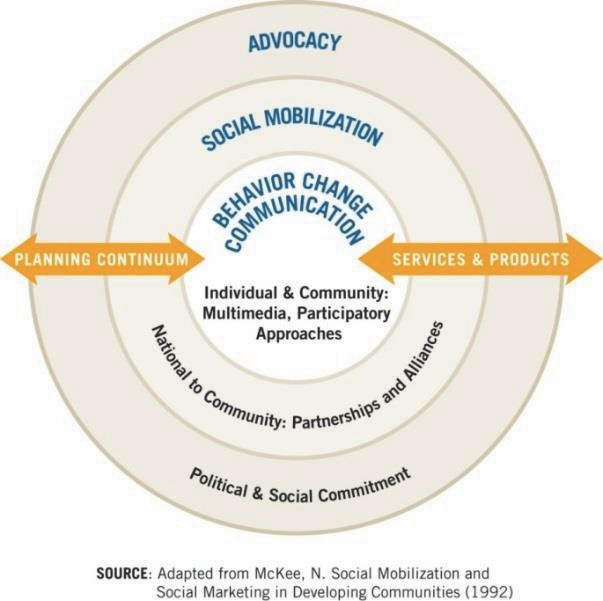 ADVOCACY
SOCIAL MOBILIZATION
BEHAVIOR CHANGE
COMMUNICATION
PLANNING CONTINUUM
SERVICES & PRODUCTS
Individual & Community:
Multimedia, Participatory
Approaches
National to Community: Partnerships and Alliances
Political & Social Commitment
SOURCE: Adapted from McKee, N. Social Mobilization and
Social Marketing in Developing Communities (1992)